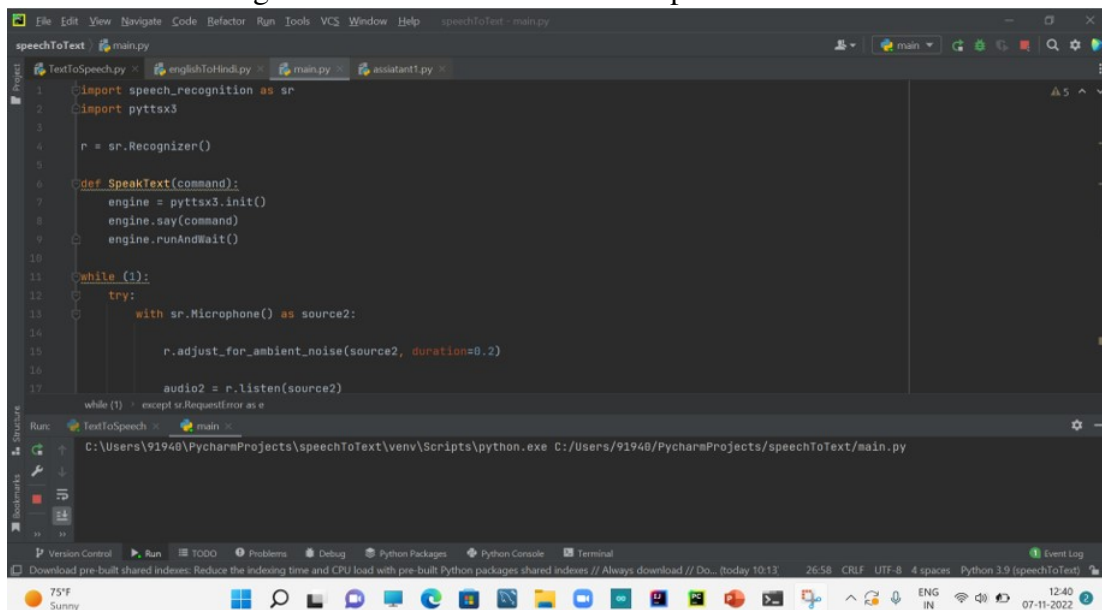 File Edit View Navigate Code Refactor Run Tools VCS Window Help speechToText - main.py
speechToText main.py main
TextToSpeech.py englishToHindi.py main.py assiatant1.py
Project
1 import speech_recognition as sr
5
2 import pyttsx3
3
4 r = sr.Recognizer()
5
6 def SpeakText(command):
7 engine = pyttsx3.init()
8 engine.say(command)
9 engine.runAndWait()
10
11 while (1):
12 try:
13 with sr.Microphone() as source2:
14
15 r.adjust_for_ambient_noise(source2, duration=0.2)
16
17 audio2 = r.listen(source2)
while (1) › except sr.RequestError as e
Structure
Run: TextToSpeech main
C:\Users\91940\PycharmProjects\speechToText\venv\Scripts\python.exe C:/Users/91940/PycharmProjects/speechToText/main.py
Bookmarks
Version Control Run TODO Problems Debug Python Packages Python Console Terminal 1 Event Log
Download pre-built shared indexes: Reduce the indexing time and CPU load with pre-built Python packages shared indexes // Always download // Do... (today 10:13) 26:58 CRLF UTF-8 4 spaces Python 3.9 (speechToText)
75°F
Sunny
ENG
IN
12:40
07-11-2022
2